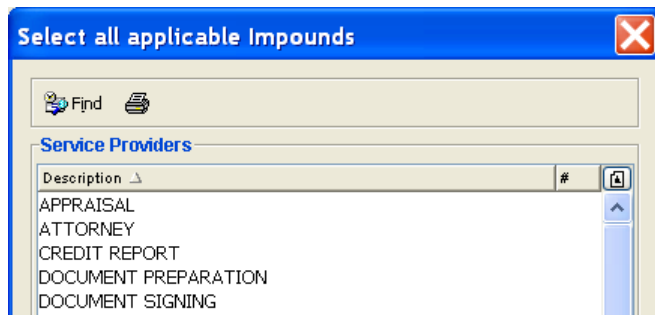 Select all applicable Impounds
Find
Service Providers
Description #
APPRAISAL
ATTORNEY
CREDIT REPORT
DOCUMENT PREPARATION
DOCUMENT SIGNING